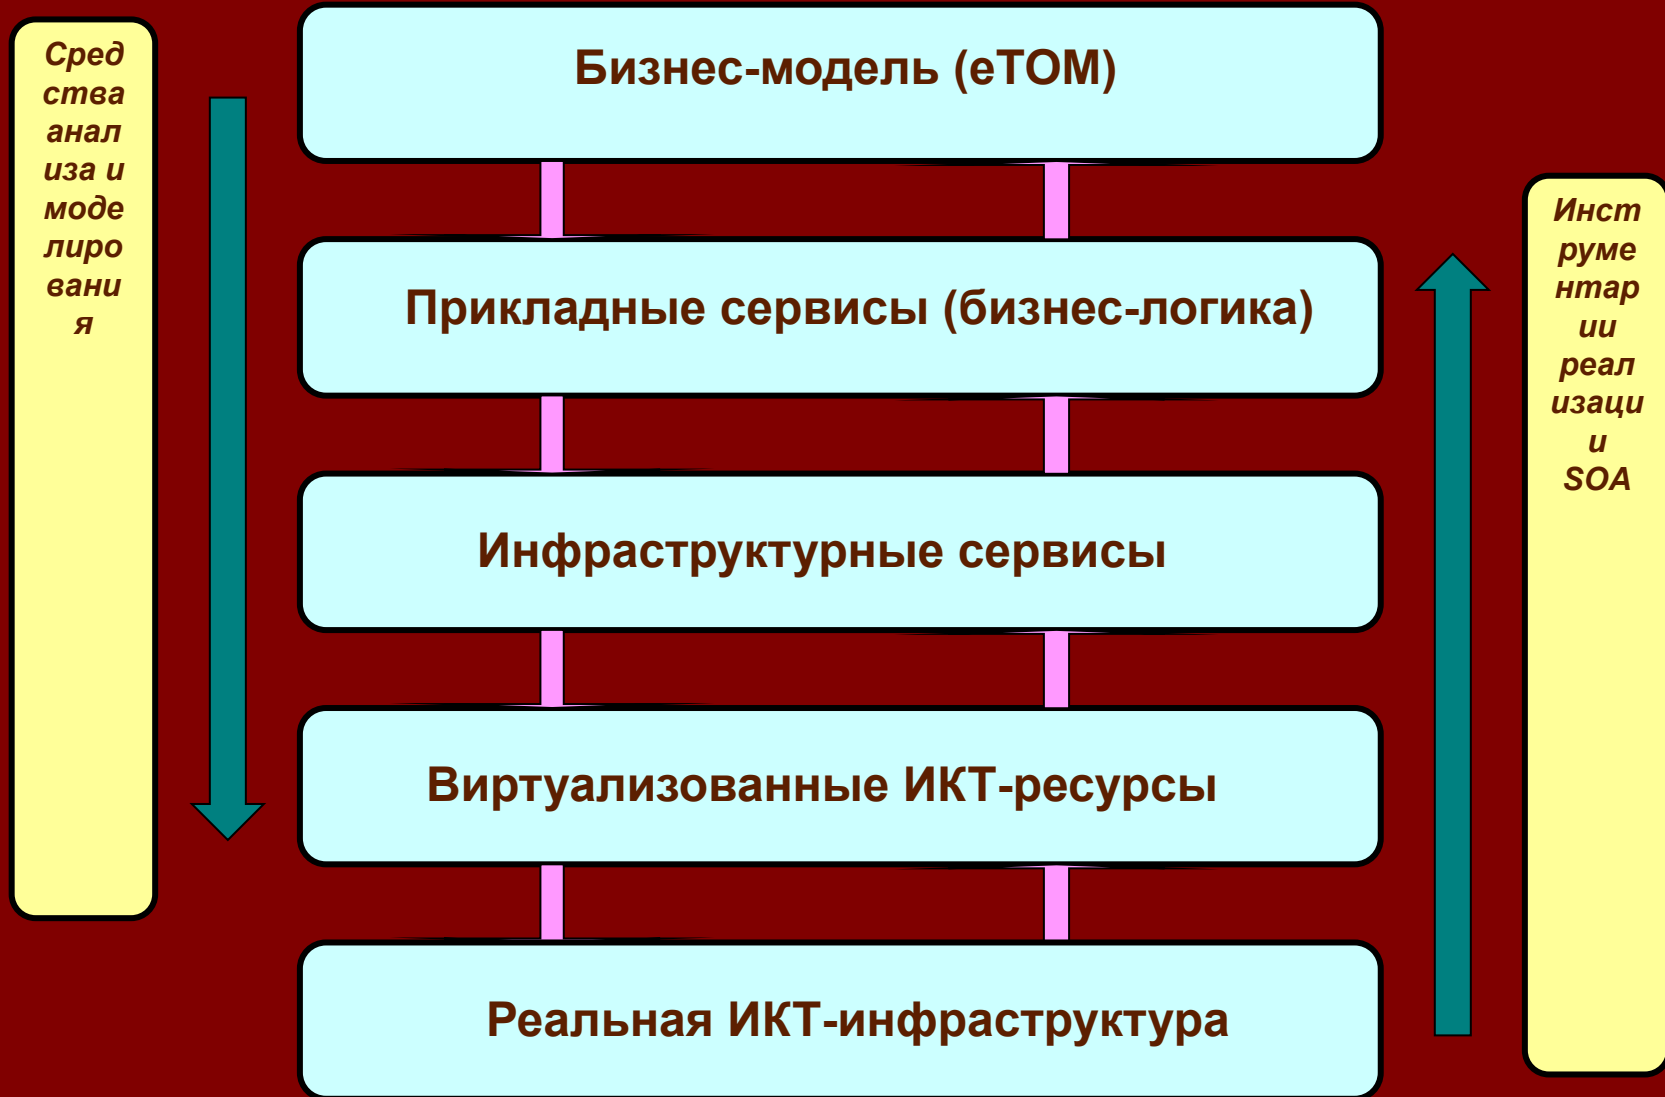 Сред
ства
анал
иза и
моде
лиро
вани
я
Бизнес-модель (eTOM)
Прикладные сервисы (бизнес-логика)
Инфраструктурные сервисы
Виртуализованные ИКТ-ресурсы
Реальная ИКТ-инфраструктура
Инст
руме
нтар
ии
реал
изаци
и
SOA